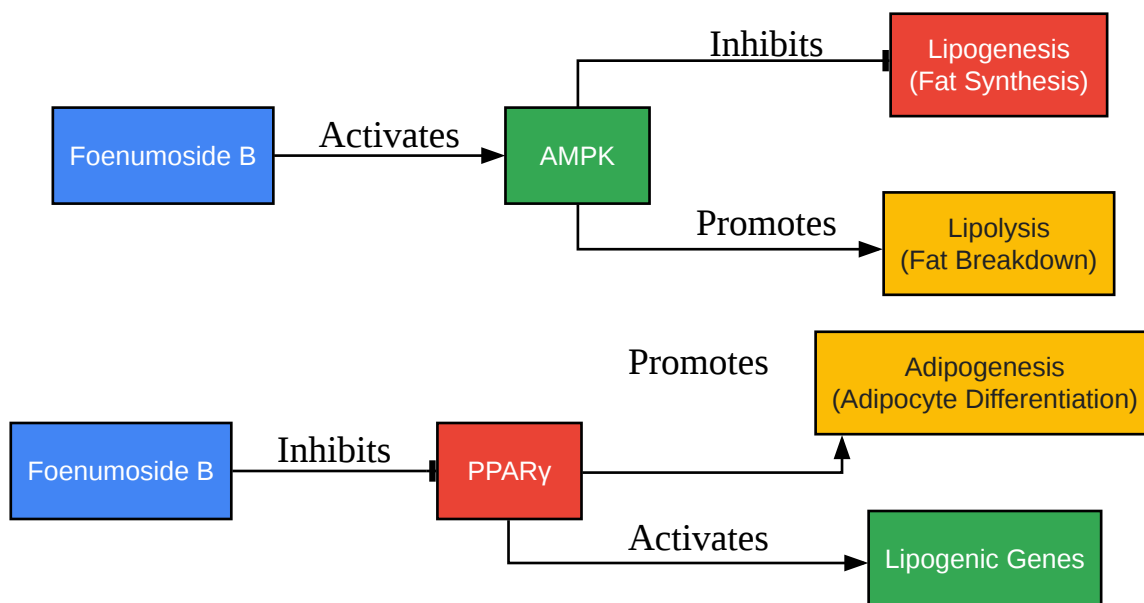 Inhibits
Lipogenesis
(Fat Synthesis)
Foenumoside B
Activates
AMPK
Promotes
Lipolysis
(Fat Breakdown)
Promotes
Adipogenesis
(Adipocyte Differentiation)
Foenumoside B
Inhibits
PPARγ
Activates
Lipogenic Genes